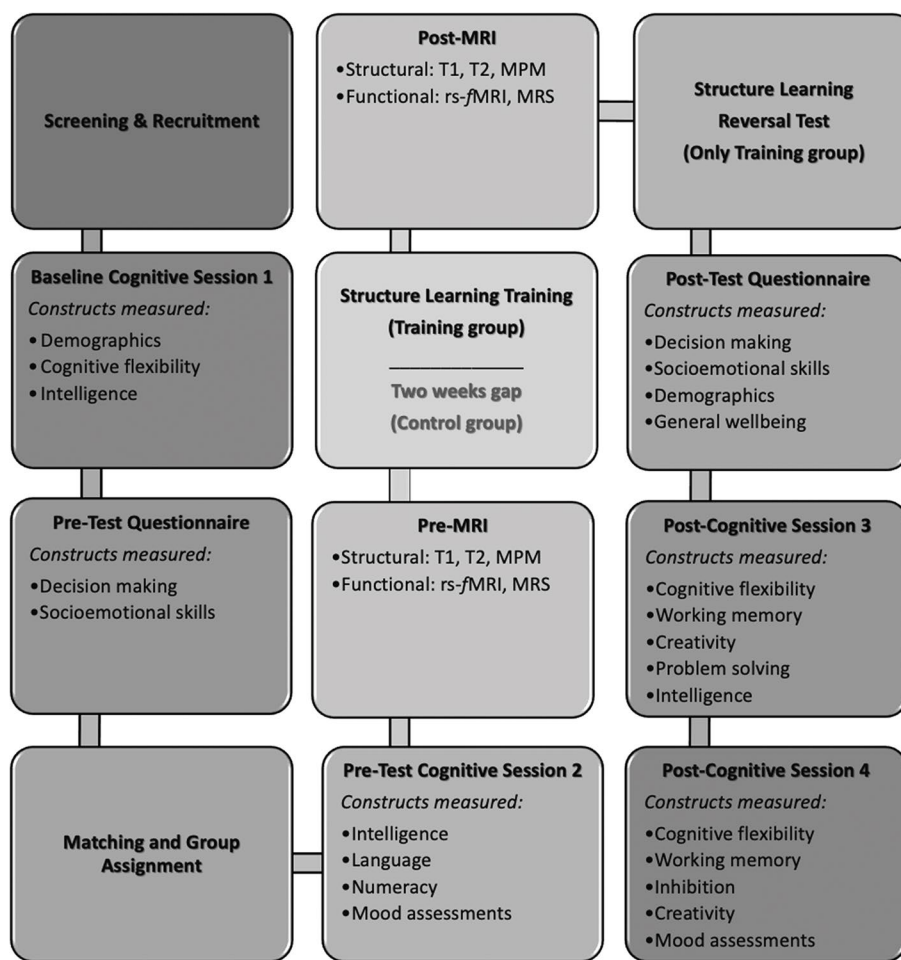 Screening & Recruitment
Baseline Cognitive Session 1
Constructs measured:
•Demographics
•Cognitive flexibility
•Intelligence
Pre-Test Questionnaire
Constructs measured:
•Decision making
•Socioemotional skills
Matching and Group
Assignment
Pre-Test Cognitive Session 2
Constructs measured:
•Intelligence
•Language
•Numeracy
•Mood assessments
Pre-MRI
•Structural: T1, T2, MPM
•Functional: rs-fMRI, MRS
Structure Learning Training
(Training group)
Two weeks gap
(Control group)
Post-MRI
•Structural: T1, T2, MPM
•Functional: rs-fMRI, MRS
Structure Learning
Reversal Test
(Only Training group)
Post-Test Questionnaire
Constructs measured:
•Decision making
•Socioemotional skills
•Demographics
•General wellbeing
Post-Cognitive Session 3
Constructs measured:
•Cognitive flexibility
•Working memory
•Creativity
•Problem solving
•Intelligence
Post-Cognitive Session 4
Constructs measured:
•Cognitive flexibility
•Working memory
•Inhibition
•Creativity
•Mood assessments